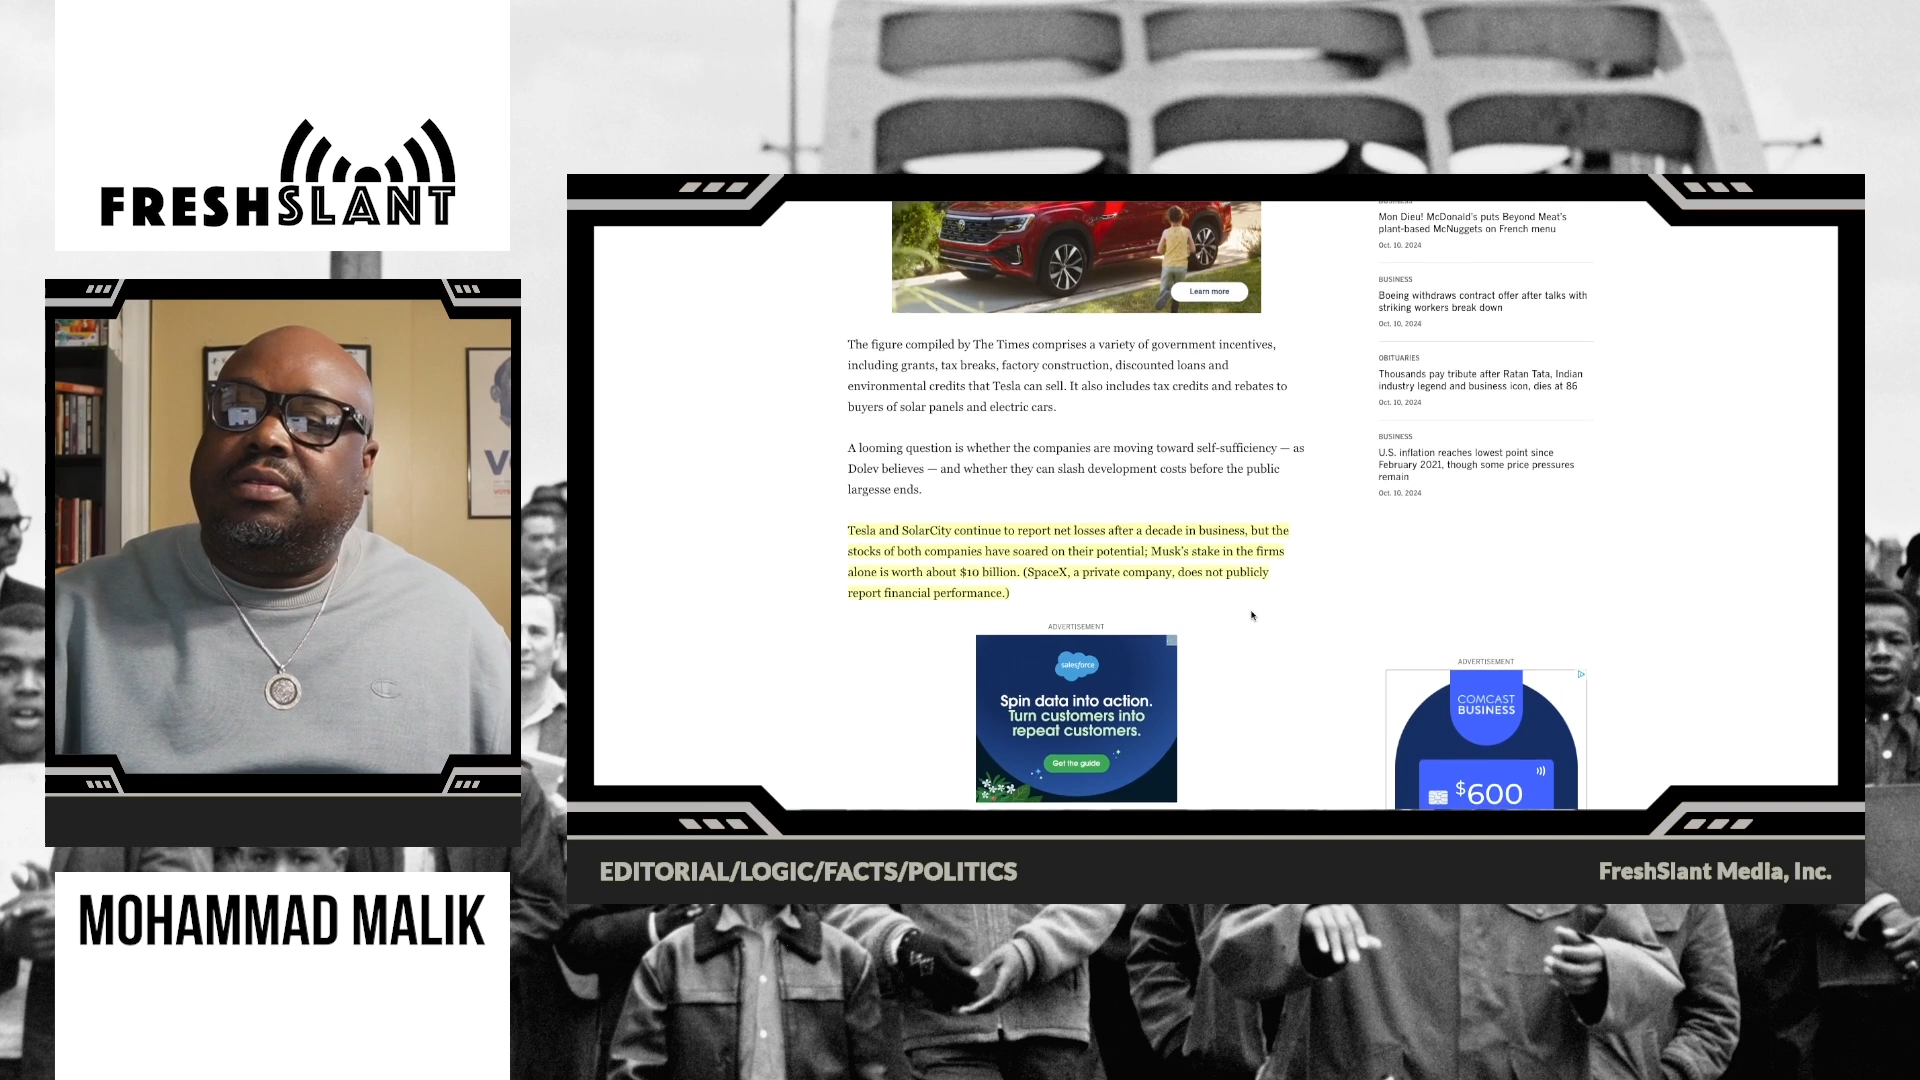 FRESHSLANT
MOHAMMAD MALIK
Learn more
The figure compiled by The Times comprises a variety of government incentives,
including grants, tax breaks, factory construction, discounted loans and
environmental credits that Tesla can sell. It also includes tax credits and rebates to
buyers of solar panels and electric cars.
A looming question is whether the companies are moving toward self-sufficiency — as
Dolev believes — and whether they can slash development costs before the public
largesse ends.
Tesla and SolarCity continue to report net losses after a decade in business, but the
stocks of both companies have soared on their potential; Musk's stake in the firms
alone is worth about $10 billion. (SpaceX, a private company, does not publicly
report financial performance.)
ADVERTISEMENT
salesforce
Spin data into action.
Turn customers into
repeat customers.
Get the guide
Mon Dieu! McDonald's puts Beyond Meat's
plant-based McNuggets on French menu
Oct. 10, 2024
BUSINESS
Boeing withdraws contract offer after talks with
striking workers break down
Oct. 10, 2024
OBITUARIES
Thousands pay tribute after Ratan Tata, Indian
industry legend and business icon, dies at 86
Oct. 10, 2024
BUSINESS
U.S. inflation reaches lowest point since
February 2021, though some price pressures
remain
Oct. 10, 2024
ADVERTISEMENT
COMCAST
BUSINESS
$600
EDITORIAL/LOGIC/FACTS/POLITICS
FreshSlant Media, Inc.